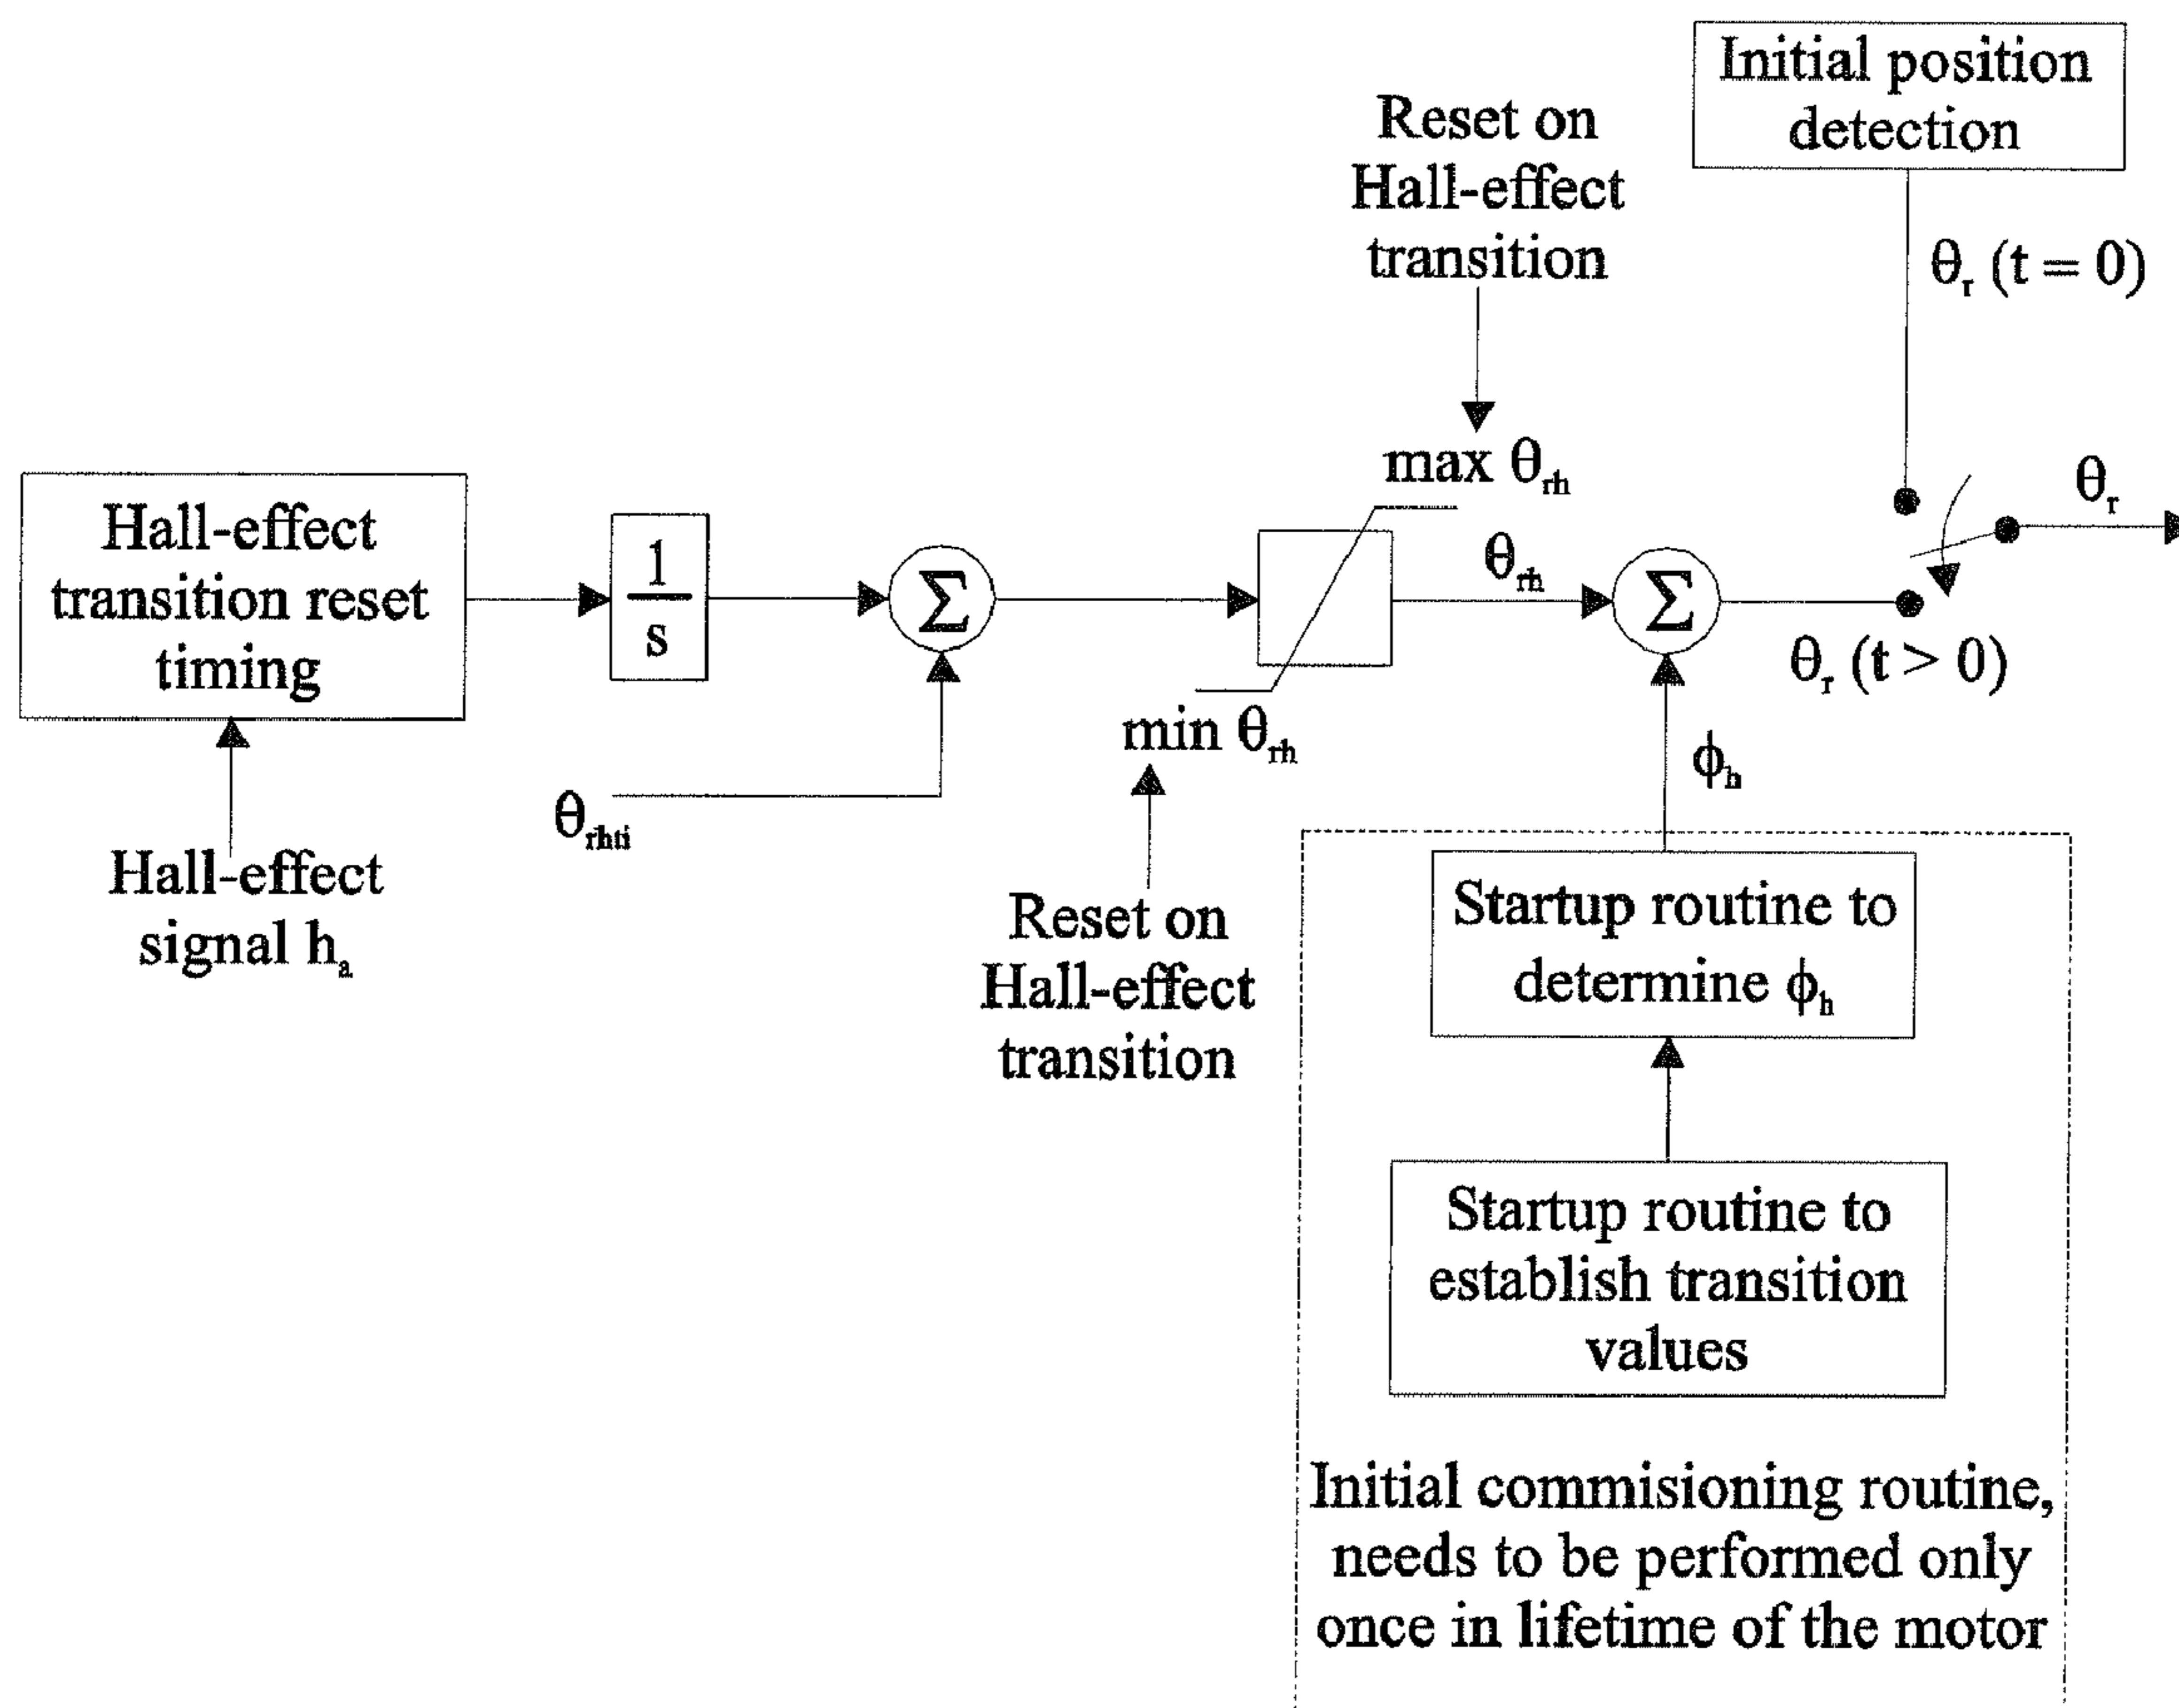 Initial position
detection
Reset on
Hall-effect
transition
θr (t = 0)
max θrh
θr
Hall-effect
transition reset
timing
1
s
Σ
θrh
Σ
θr (t > 0)
min θrh
ϕh
θrhti
Hall-effect
signal ha
Reset on
Hall-effect
transition
Startup routine to
determine ϕh
Startup routine to
establish transition
values
Initial commisioning routine,
needs to be performed only
once in lifetime of the motor